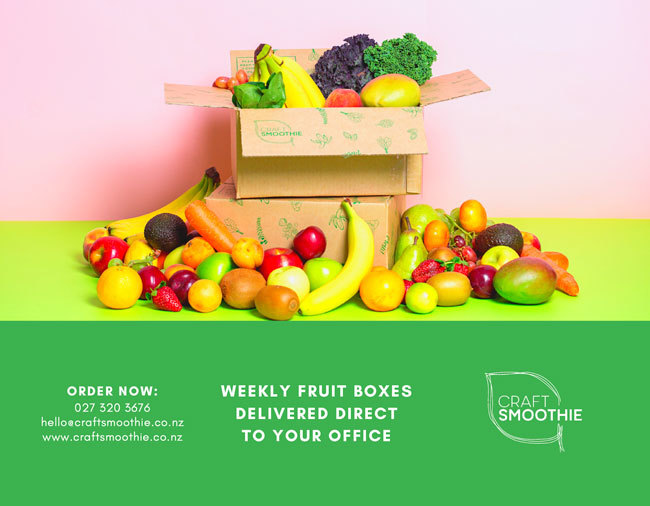 CRAFT
SMOOTHIE
ORDER NOW:
027 320 3676
hello@craftsmoothie.co.nz
www.craftsmoothie.co.nz
WEEKLY FRUIT BOXES
DELIVERED DIRECT
TO YOUR OFFICE
CRAFT
SMOOTHIE